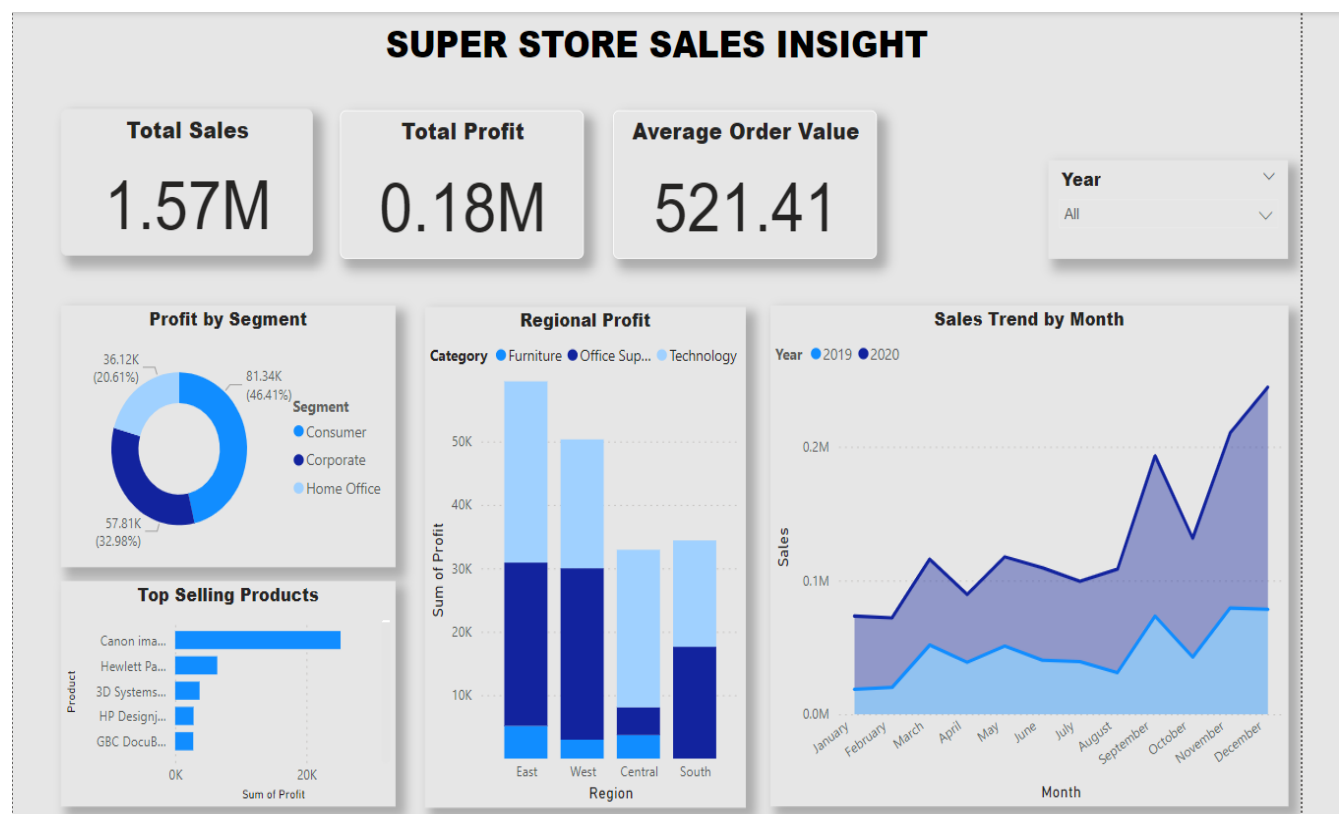 SUPER STORE SALES INSIGHT
Total Sales
1.57M
Total Profit
0.18M
Average Order Value
521.41
Year
All
Profit by Segment
36.12K
(20.61%)
81.34K
(46.41%)
57.81K
(32.98%)
Segment
Consumer
Corporate
Home Office
Top Selling Products
Product
Canon ima...
Hewlett Pa...
3D Systems...
HP Designj...
GBC DocuB...
0K 20K
Sum of Profit
Regional Profit
Category Furniture Office Sup... Technology
Sum of Profit
50K
40K
30K
20K
10K
East West Central South
Region
Sales Trend by Month
Year 2019 2020
Sales
0.2M
0.1M
0.0M
January February March April May June July August September October November December
Month